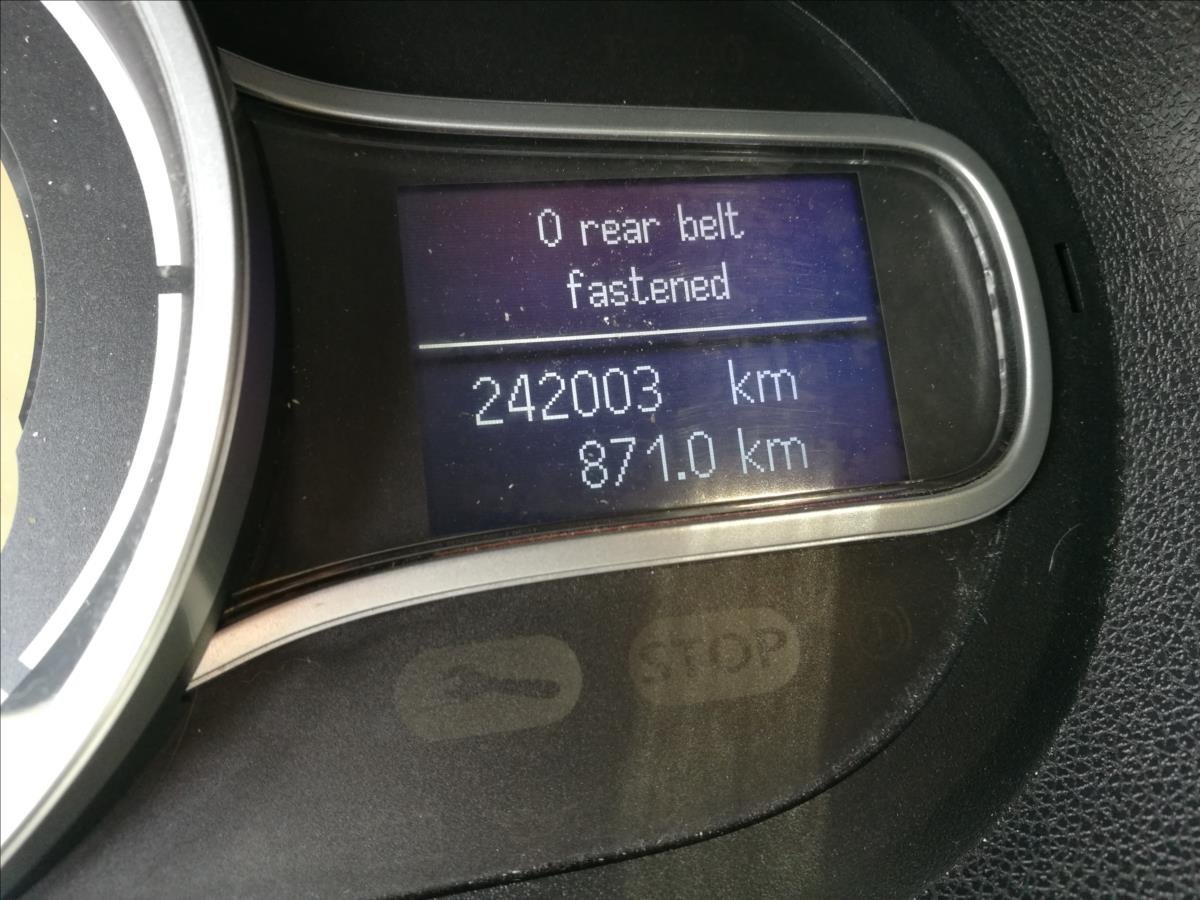 0 rear belt
fastened
242003 km
871.0 km
STOP